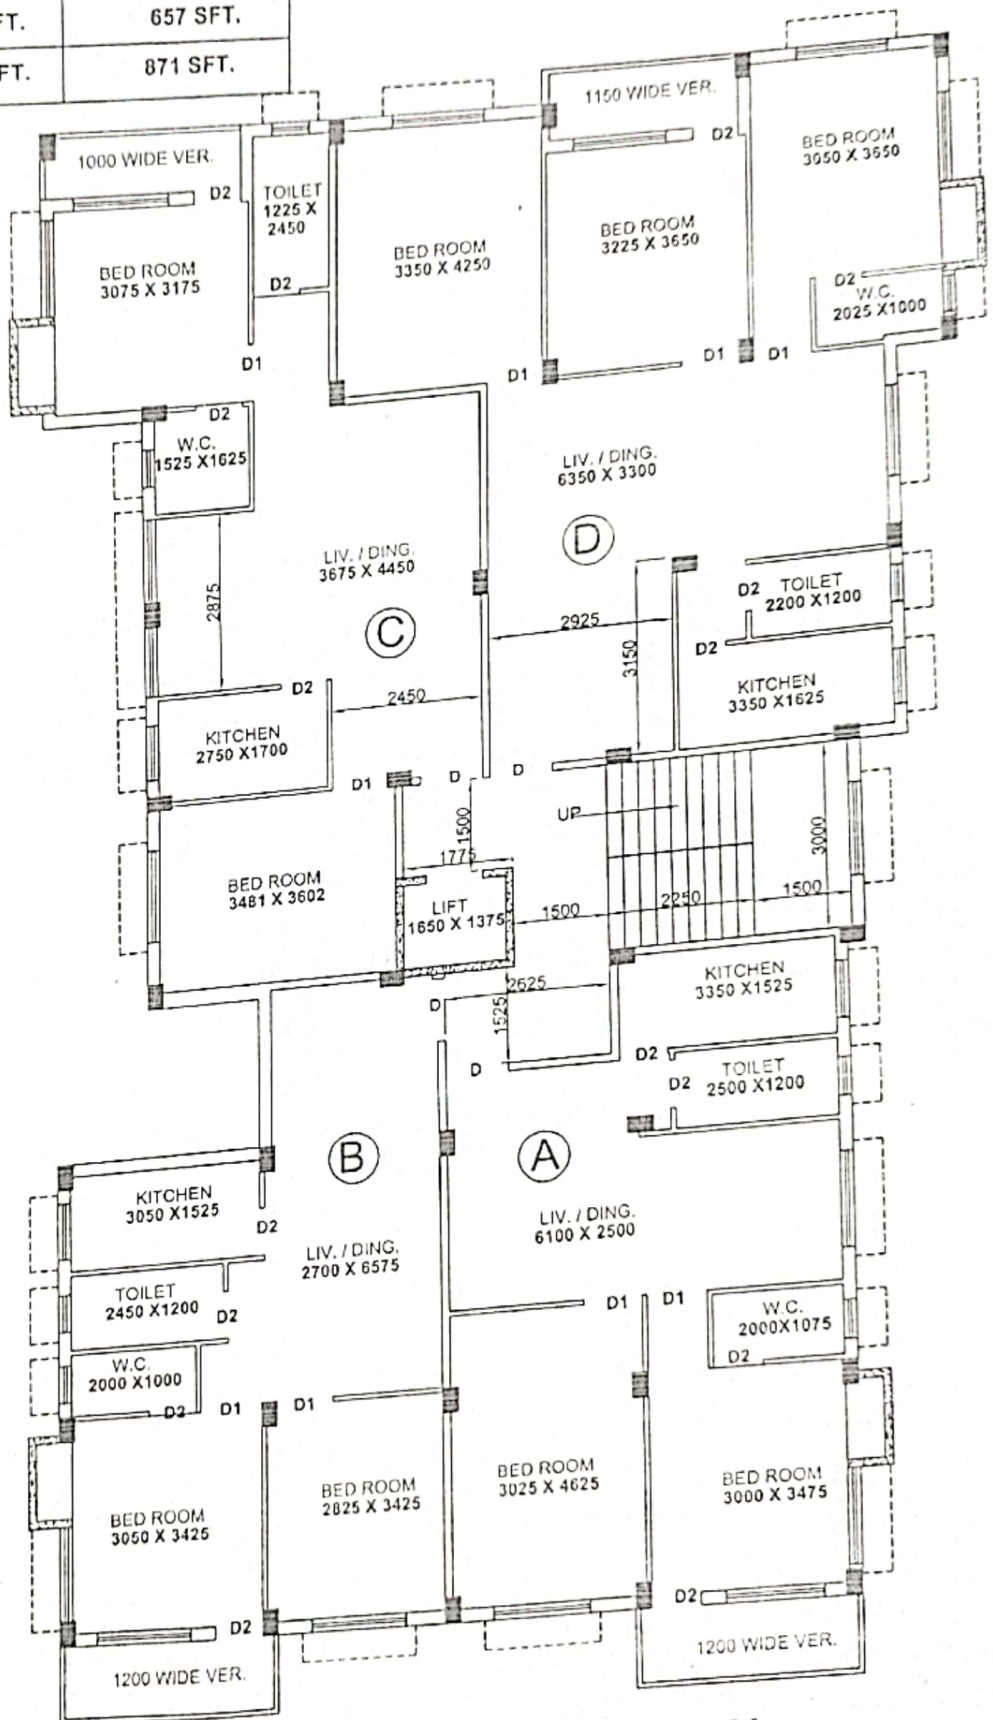 FT. 657 SFT.
FT. 871 SFT.
1150 WIDE VER.
D2
BED ROOM
3050 X 3650
1000 WIDE VER.
D2
TOILET
1225 X
2450
D2
BED ROOM
3350 X 4250
BED ROOM
3225 X 3650
BED ROOM
3075 X 3175
D2
W.C.
2025 X1000
D1
D1
D1
D1
D2
W.C.
1525 X1625
LIV. / DING.
6350 X 3300
D
LIV. / DING.
3675 X 4450
C
2875
D2
TOILET
2200 X1200
2925
3150
D2
KITCHEN
3350 X1625
D2
2450
KITCHEN
2750 X1700
D1
D
D
UP
1500
3000
1775
BED ROOM
3481 X 3602
LIFT
1650 X 1375
1500
2250
1500
KITCHEN
3350 X1525
2625
D
1525
D
D2
TOILET
2500 X1200
D2
B
A
KITCHEN
3050 X1525
D2
LIV. / DING.
6100 X 2500
LIV. / DING.
2700 X 6575
TOILET
2450 X1200
D2
D1
D1
W.C.
2000X1075
D2
W.C.
2000 X1000
D2
D1
D1
BED ROOM
3025 X 4625
BED ROOM
3000 X 3475
BED ROOM
2825 X 3425
BED ROOM
3050 X 3425
D2
D2
1200 WIDE VER.
1200 WIDE VER.